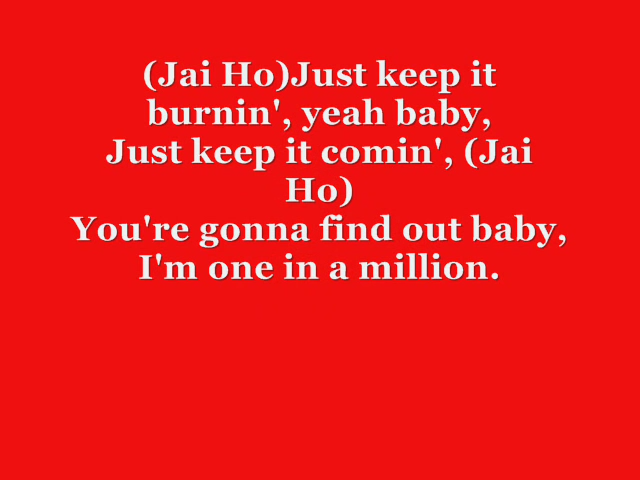 (Jai Ho)Just keep it
burnin', yeah baby,
Just keep it comin', (Jai
Ho)
You're gonna find out baby,
I'm one in a million.